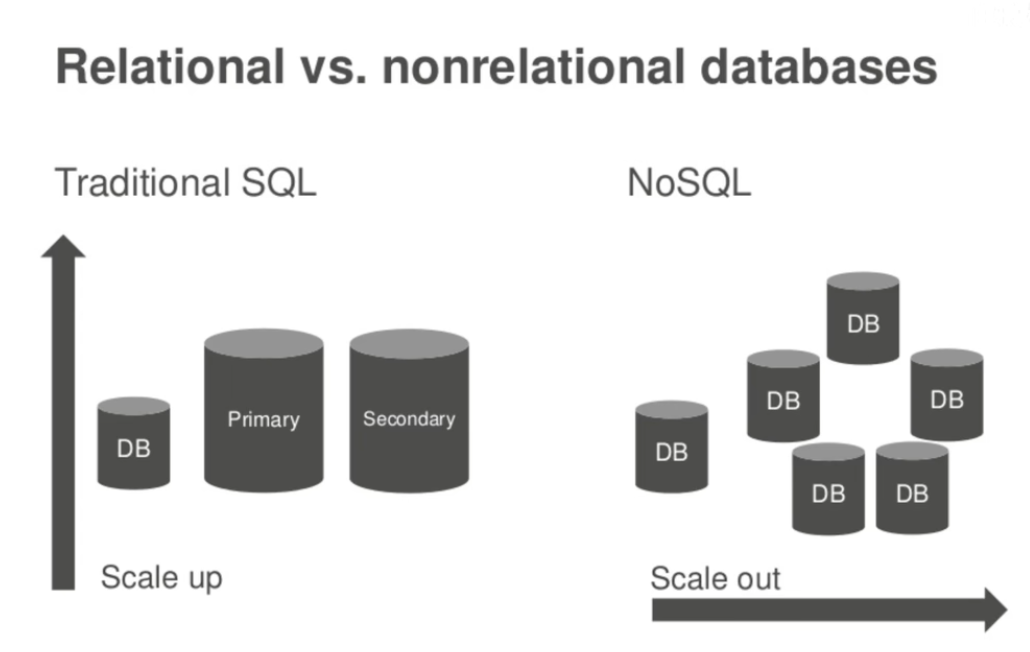 Relational vs. nonrelational databases
Traditional SQL
DB
Primary
Secondary
Scale up
NoSQL
DB
DB
DB
DB
DB
DB
Scale out